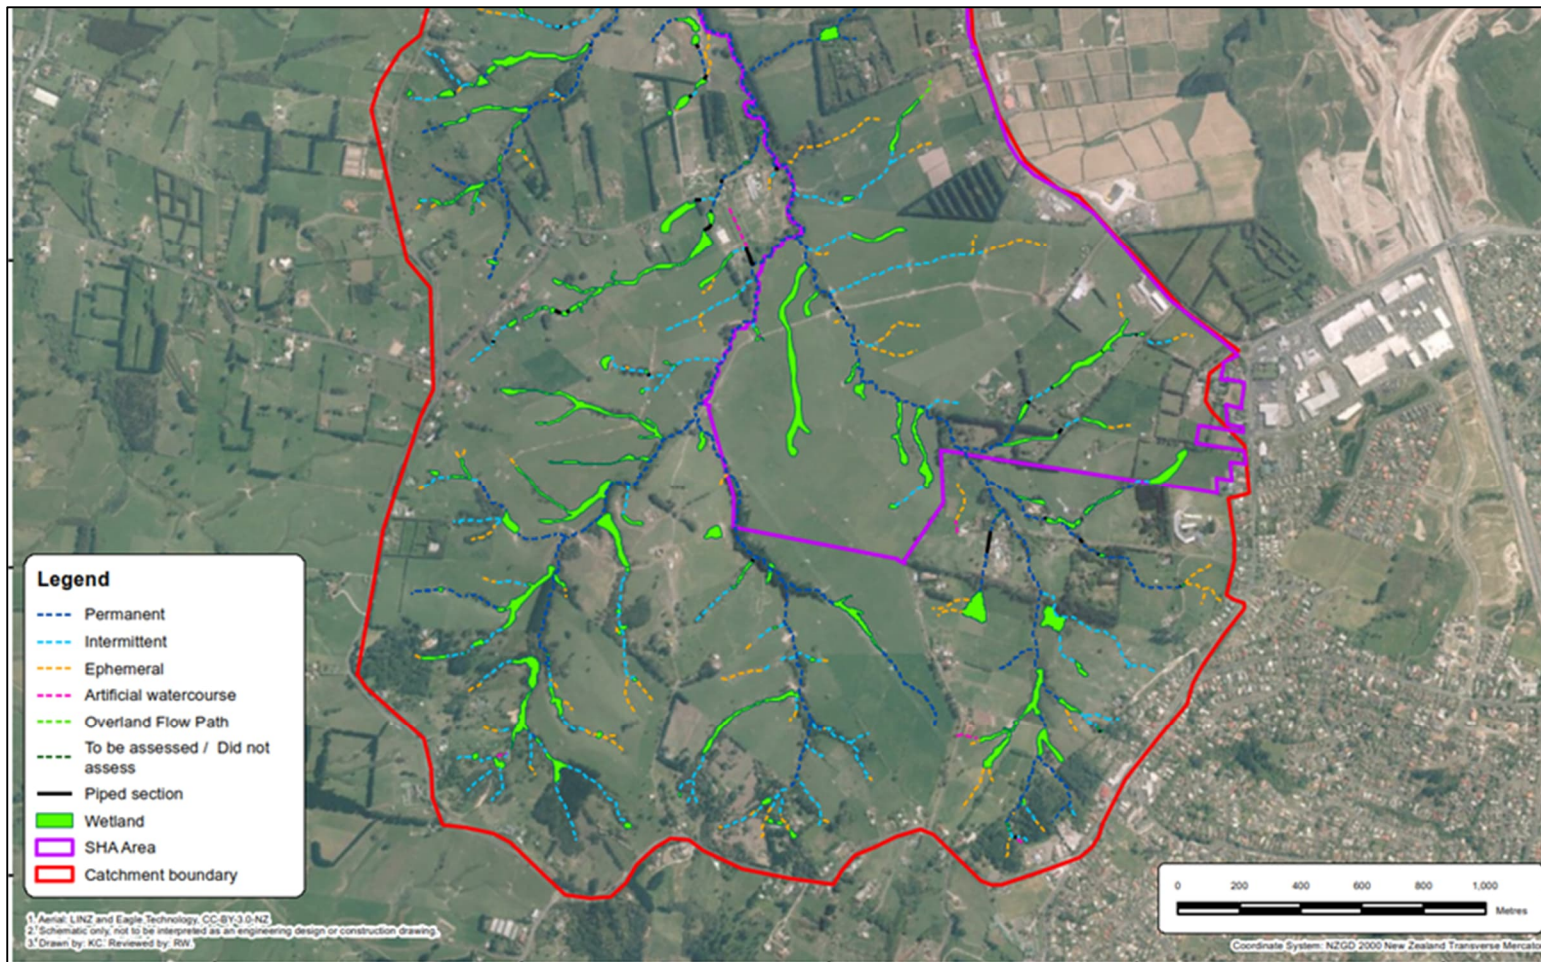 Legend
Permanent
Intermittent
Ephemeral
Artificial watercourse
Overland Flow Path
To be assessed / Did not
assess
Piped section
Wetland
SHA Area
Catchment boundary
1. Aerial: LINZ and Eagle Technology, CC-BY-3.0-NZ.
2. Schematic only, not to be interpreted as an engineering design or construction drawing.
3. Drawn by: KC. Reviewed by: RW.
0 200 400 600 800 1,000
Metres
Coordinate System: NZGD 2000 New Zealand Transverse Mercato